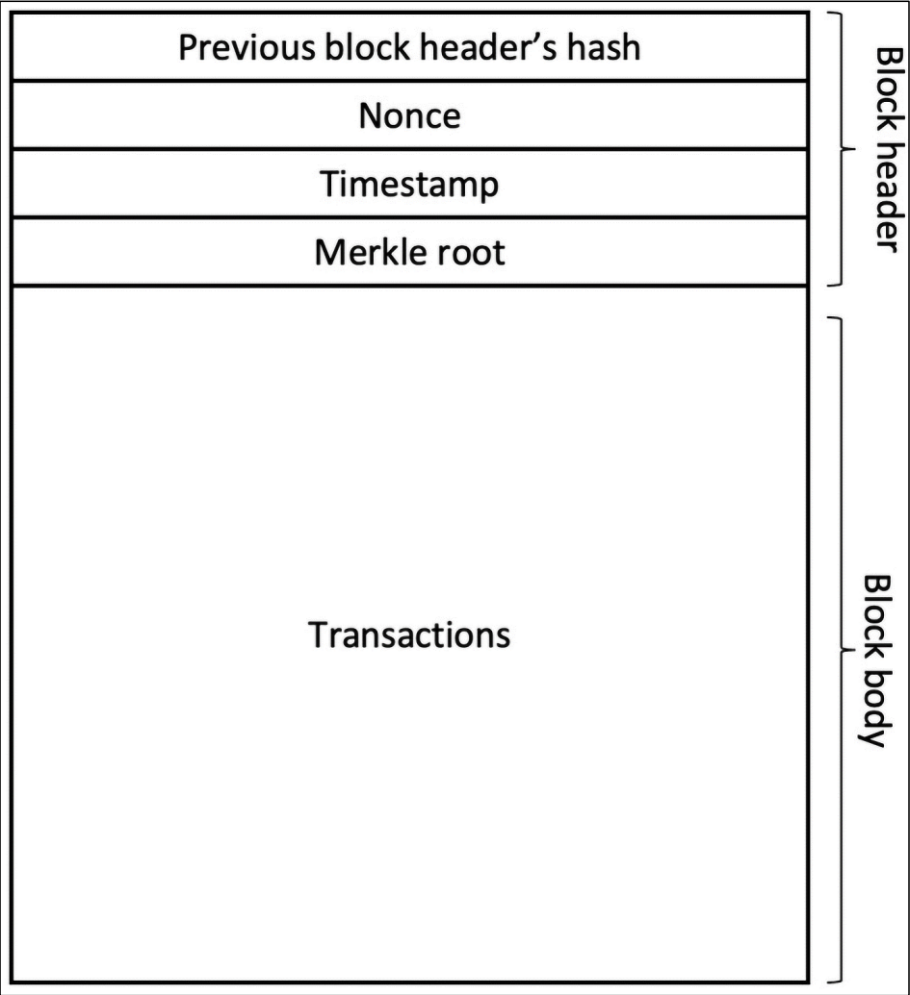 Previous block header’s hash
Nonce
Timestamp
Merkle root
Block header
Transactions
Block body